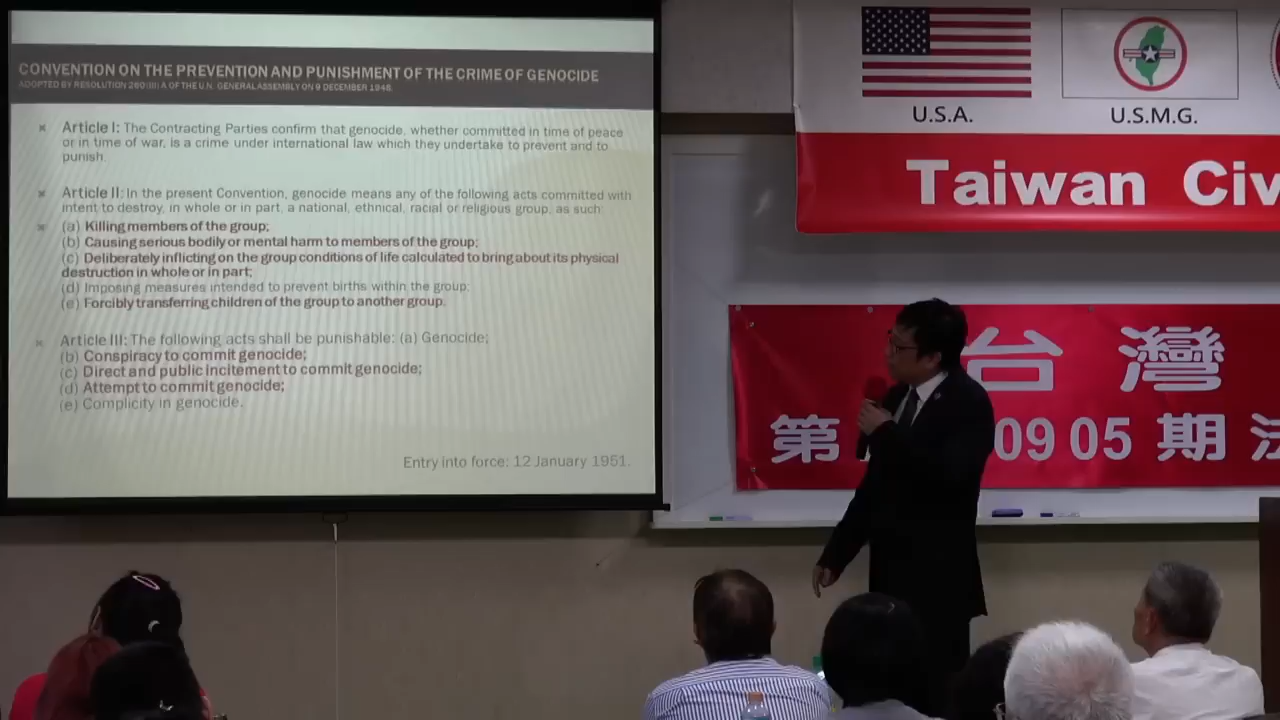 CONVENTION ON THE PREVENTION AND PUNISHMENT OF THE CRIME OF GENOCIDE
ADOPTED BY RESOLUTION 260 (III) A OF THE U.N. GENERAL ASSEMBLY ON 9 DECEMBER 1948.
Article I: The Contracting Parties confirm that genocide, whether committed in time of peace
or in time of war, is a crime under international law which they undertake to prevent and to
punish.
Article II: In the present Convention, genocide means any of the following acts committed with
intent to destroy, in whole or in part, a national, ethnical, racial or religious group, as such:
(a) Killing members of the group;
(b) Causing serious bodily or mental harm to members of the group;
(c) Deliberately inflicting on the group conditions of life calculated to bring about its physical
destruction in whole or in part;
(d) Imposing measures intended to prevent births within the group;
(e) Forcibly transferring children of the group to another group.
Article III: The following acts shall be punishable: (a) Genocide;
(b) Conspiracy to commit genocide;
(c) Direct and public incitement to commit genocide;
(d) Attempt to commit genocide;
(e) Complicity in genocide.
Entry into force: 12 January 1951.
U.S.A.
U.S.M.G.
Taiwan Civ
台灣
第 09 05 期